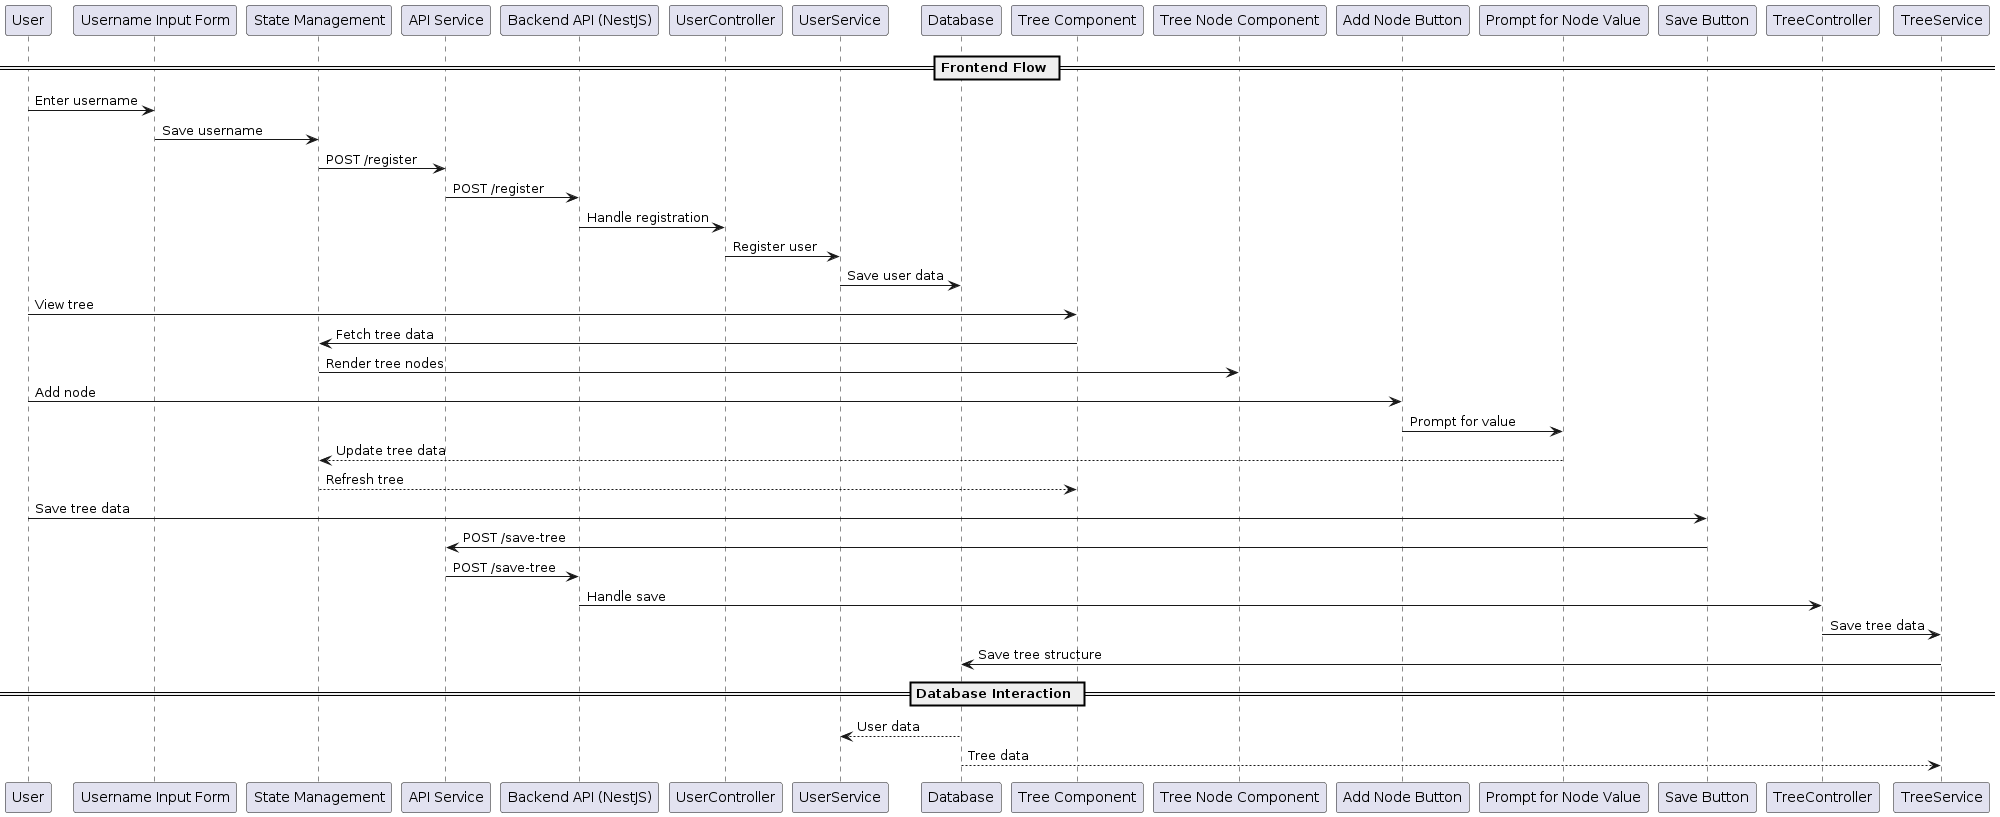 User
Username Input Form
State Management
API Service
Backend API (NestJS)
UserController
UserService
Database
Tree Component
Tree Node Component
Add Node Button
Prompt for Node Value
Save Button
TreeController
TreeService
Frontend Flow
Enter username
Save username
POST /register
POST /register
Handle registration
Register user
Save user data
View tree
Fetch tree data
Render tree nodes
Add node
Prompt for value
Update tree data
Refresh tree
Save tree data
POST /save-tree
POST /save-tree
Handle save
Save tree data
Save tree structure
Database Interaction
User data
Tree data
User
Username Input Form
State Management
API Service
Backend API (NestJS)
UserController
UserService
Database
Tree Component
Tree Node Component
Add Node Button
Prompt for Node Value
Save Button
TreeController
TreeService